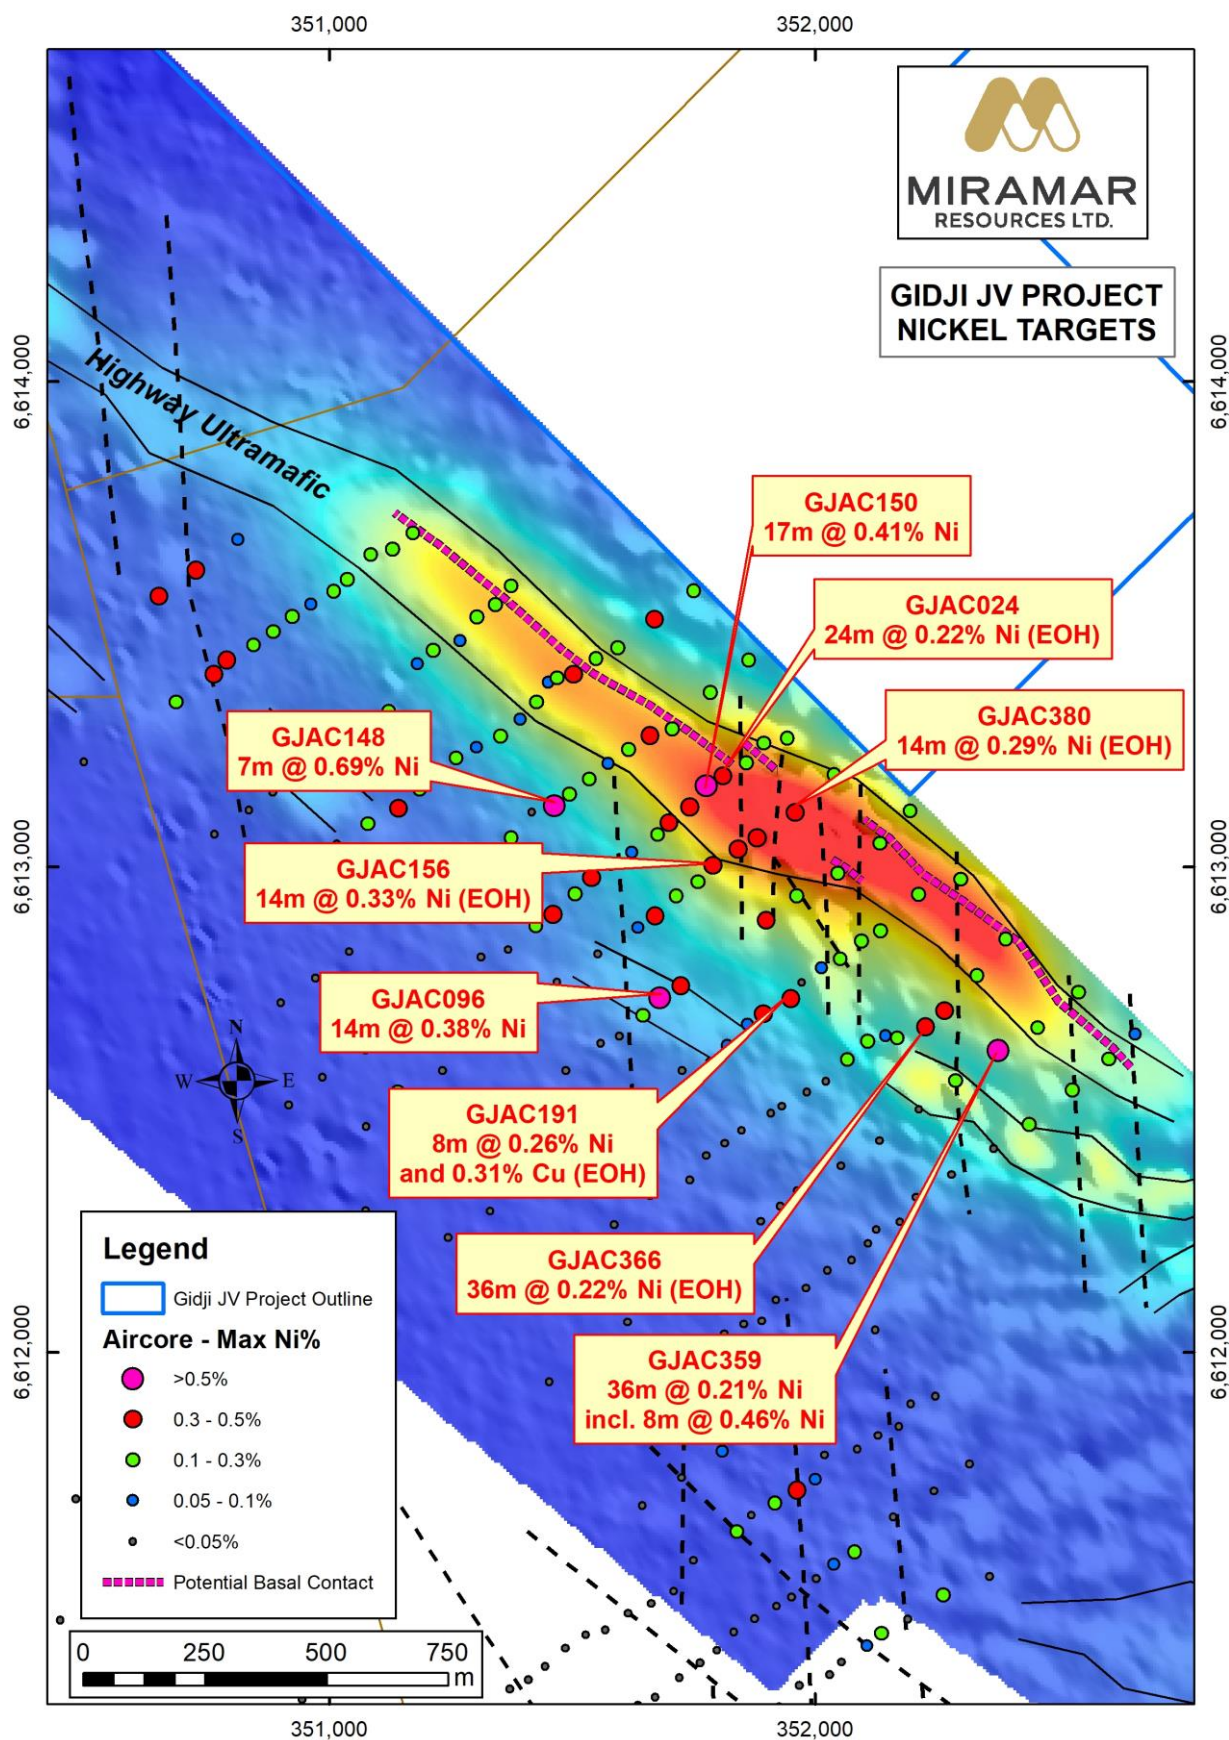 351,000
352,000
MIRAMAR
RESOURCES LTD.
GIDJI JV PROJECT
NICKEL TARGETS
6,614,000
6,614,000
Highway Ultramafic
GJAC150
17m @ 0.41% Ni
GJAC024
24m @ 0.22% Ni (EOH)
GJAC380
14m @ 0.29% Ni (EOH)
GJAC148
7m @ 0.69% Ni
6,613,000
6,613,000
GJAC156
14m @ 0.33% Ni (EOH)
GJAC096
14m @ 0.38% Ni
N
W
E
S
GJAC191
8m @ 0.26% Ni
and 0.31% Cu (EOH)
GJAC366
36m @ 0.22% Ni (EOH)
GJAC359
36m @ 0.21% Ni
incl. 8m @ 0.46% Ni
6,612,000
6,612,000
Legend
Gidji JV Project Outline
Aircore - Max Ni%
>0.5%
0.3 - 0.5%
0.1 - 0.3%
0.05 - 0.1%
<0.05%
Potential Basal Contact
0 250 500 750
m
351,000
352,000